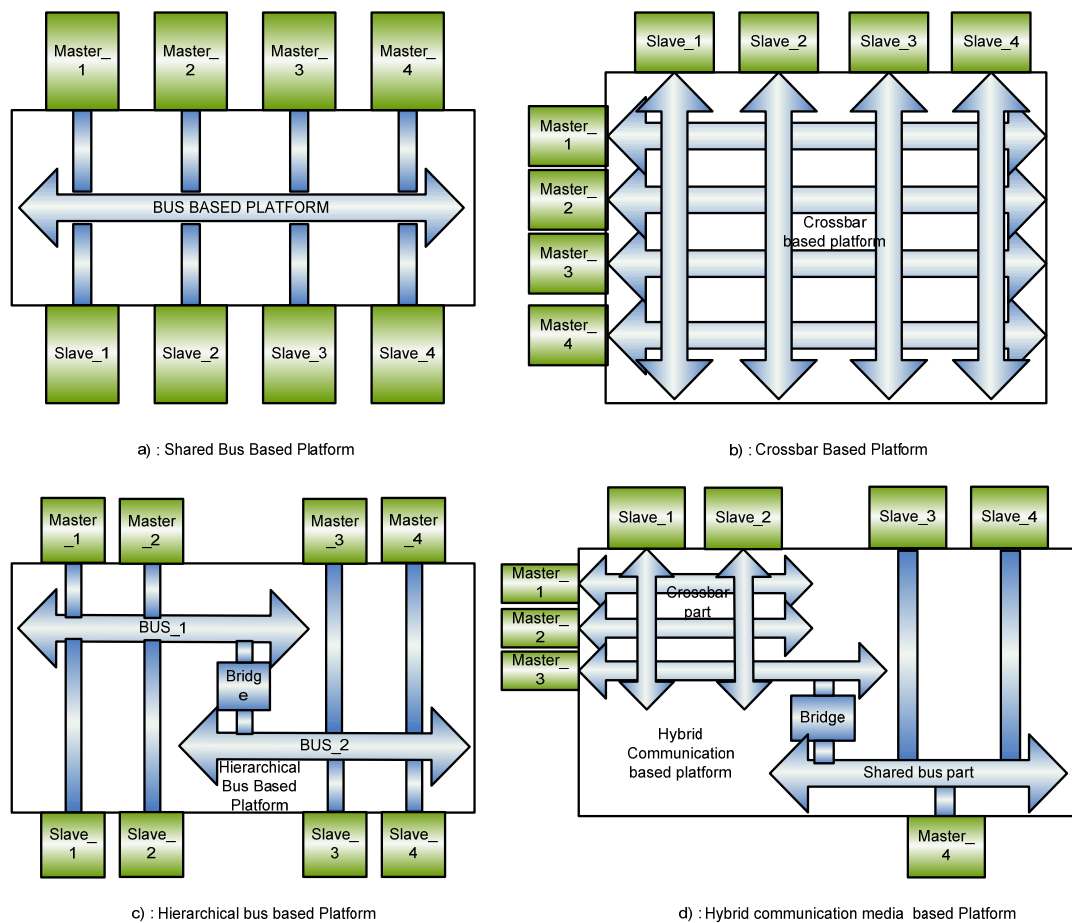 Master_
1
Master_
2
Master_
3
Master_
4
BUS BASED PLATFORM
Slave_1
Slave_2
Slave_3
Slave_4
a) : Shared Bus Based Platform
Slave_1
Slave_2
Slave_3
Slave_4
Master_
1
Master_
2
Master_
3
Master_
4
Crossbar
based platform
b) : Crossbar Based Platform
Master
_1
Master
_2
Master
_3
Master
_4
BUS_1
Bridg
e
BUS_2
Hierarchical
Bus Based
Platform
Slave_
1
Slave_
2
Slave_
3
Slave_
4
c) : Hierarchical bus based Platform
Slave_1
Slave_2
Slave_3
Slave_4
Master_
1
Master_
2
Master_
3
Crossbar
part
Bridge
Hybrid
Communication
based platform
Shared bus part
Master_
4
d) : Hybrid communication media  based Platform